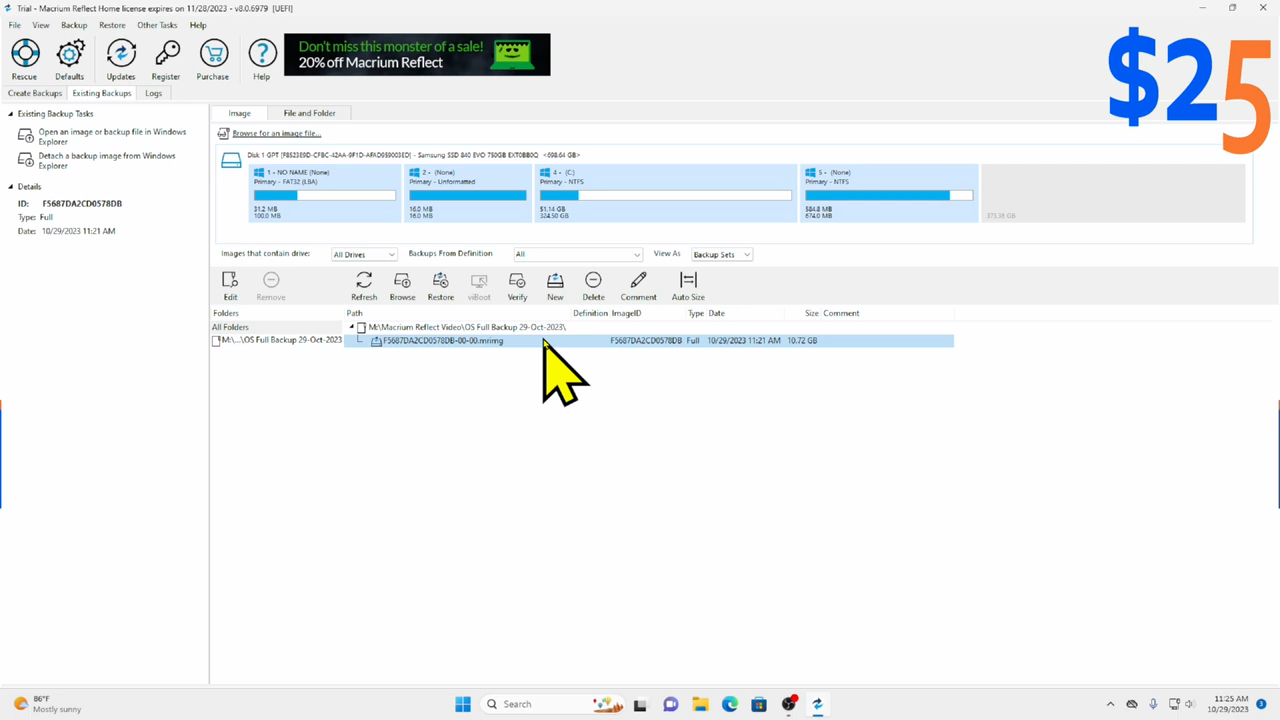 Trial - Macrium Reflect Home license expires on 11/28/2023 - v8.0.6979 [UEFI]
File View Backup Restore Other Tasks Help
Rescue Defaults Updates Register Purchase Help
Don't miss this monster of a sale!
20% off Macrium Reflect
$25
Create Backups Existing Backups Logs
Existing Backup Tasks
Open an image or backup file in Windows
Explorer
Detach a backup image from Windows
Explorer
Details
ID: F5687DA2CD0578DB
Type: Full
Date: 10/29/2023 11:21 AM
Image File and Folder
Browse for an image file...
Samsung SSD 840 EVO 750GB EXT0BB0Q <698.64 GB>
1 - NO NAME (None)
Primary - FAT32 (LBA)
31.2 MB
100.0 MB
2 - (None)
Primary - Unformatted
16.0 MB
16.0 MB
4 - (C:)
Primary - NTFS
51.14 GB
324.50 GB
5 - (None)
Primary - NTFS
584.8 MB
674.0 MB
Images that contain drive: All Drives Backups From Definition All View As Backup Sets
Edit Remove Refresh Browse Restore viBoot Verify New Delete Comment Auto Size
Folders Path Definition ImageID Type Date Size Comment
All Folders M:\Macrium Reflect Video\OS Full Backup 29-Oct-2023\
M:\...\OS Full Backup 29-Oct-2023 F5687DA2CD0578DB-00-00.mrimg F5687DA2CD0578DB Full 10/29/2023 11:21 AM 10.72 GB
86°F
Mostly sunny
Search
11:25 AM
10/29/2023
3